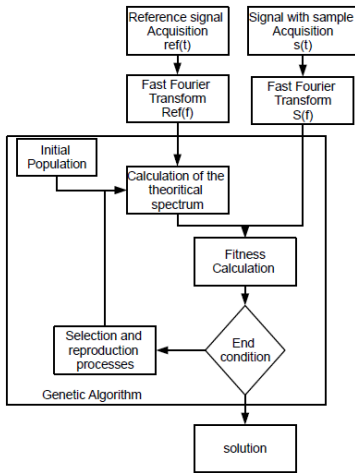 Reference signal
Acquisition
ref(t)
Signal with sample
Acquisition
s(t)
Fast Fourier
Transform
Ref(f)
Fast Fourier
Transform
S(f)
Initial
Population
Calculation of the
theoritical
spectrum
Fitness
Calculation
Selection and
reproduction
processes
End
condition
Genetic Algorithm
solution